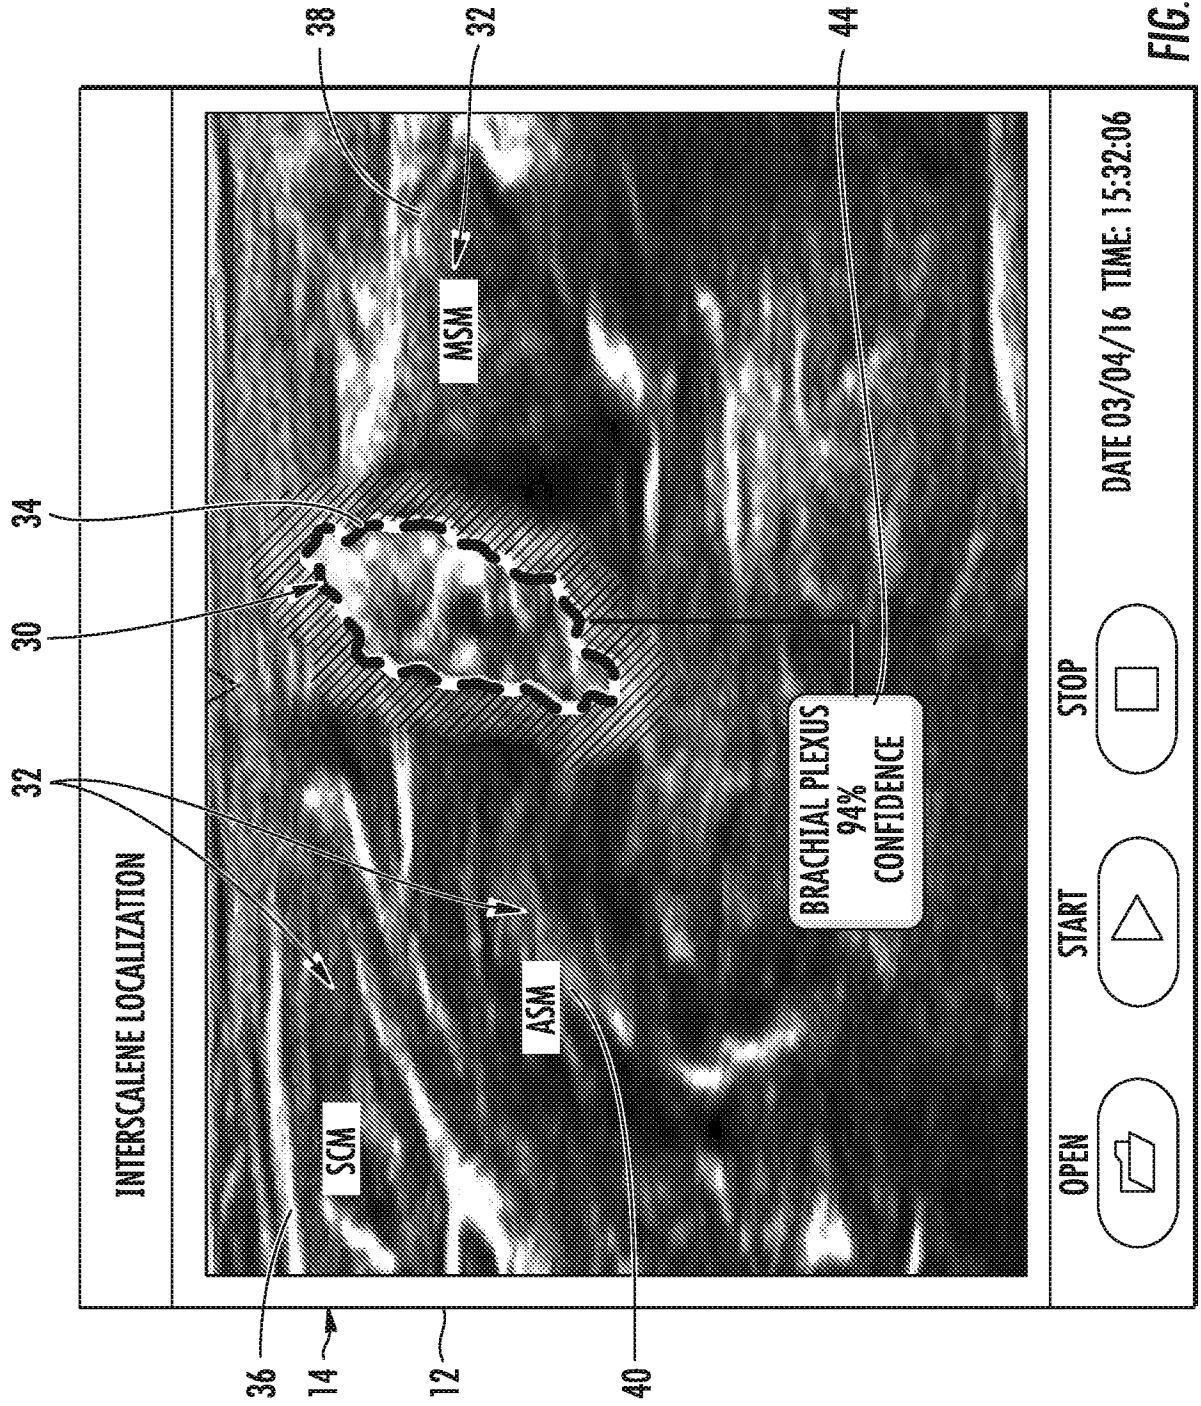 INTERSCALENE LOCALIZATION
36
14
12
40
32
30
34
38
32
44
SCM
ASM
MSM
BRACHIAL PLEXUS
94%
CONFIDENCE
OPEN
START
STOP
DATE 03/04/16 TIME: 15:32:06
FIG.